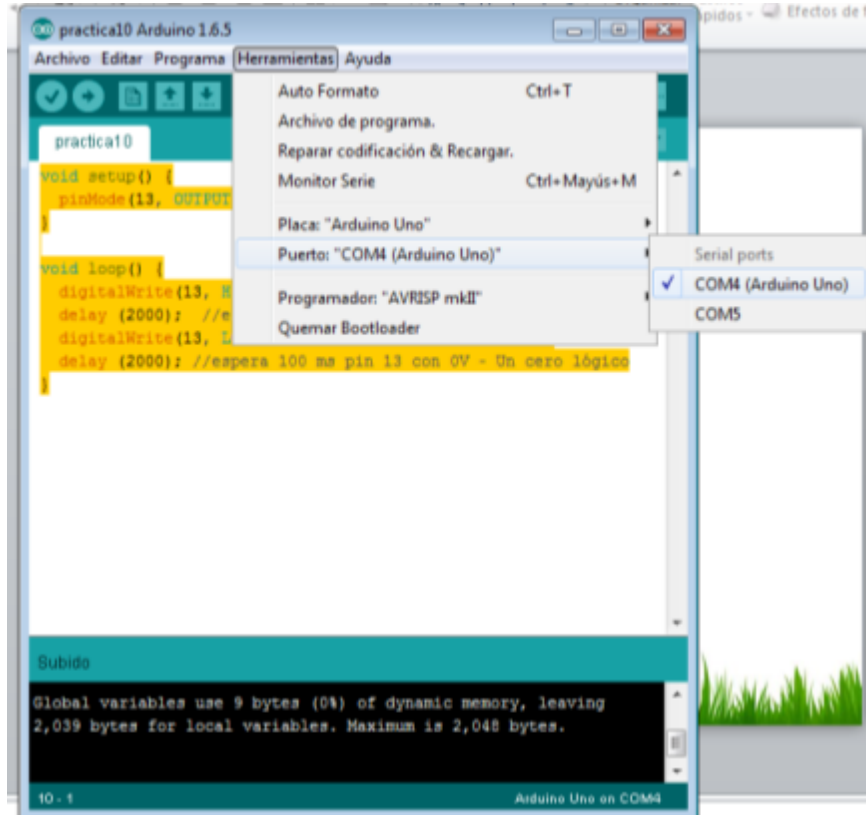 ápidos - Efectos de
practica10 Arduino 1.6.5
Archivo Editar Programa Herramientas Ayuda
practica10
Auto Formato Ctrl+T
Archivo de programa.
Reparar codificación & Recargar.
Monitor Serie Ctrl+Mayús+M
Placa: "Arduino Uno"
Puerto: "COM4 (Arduino Uno)"
Programador: "AVRISP mkII"
Quemar Bootloader
Serial ports
COM4 (Arduino Uno)
COM5
void setup() {
pinMode(13, OUTPUT
}
void loop() {
digitalWrite(13, H
delay (2000); //e
digitalWrite(13, L
delay (2000); //espera 100 ms pin 13 con 0V - Un cero lógico
}
Subido
Global variables use 9 bytes (0%) of dynamic memory, leaving
2,039 bytes for local variables. Maximum is 2,048 bytes.
10 - 1 Arduino Uno on COM4